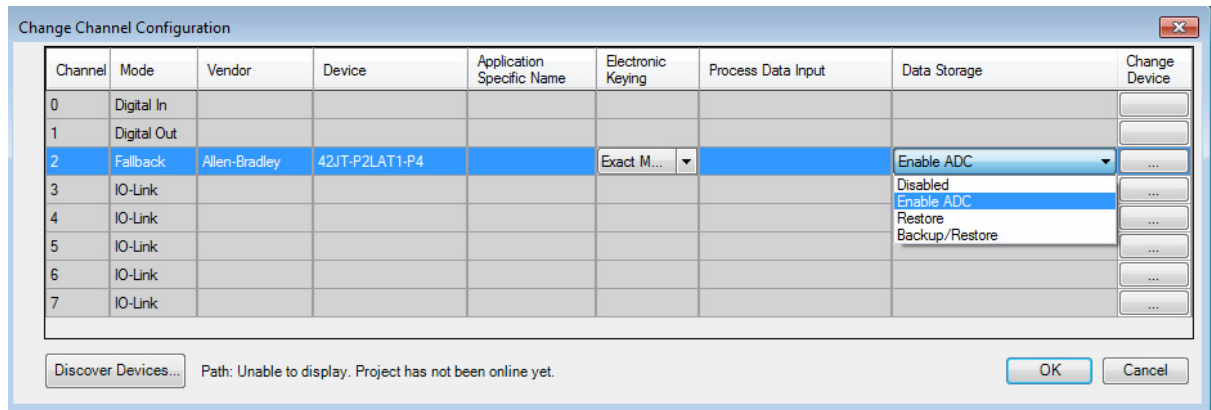 Change Channel Configuration
Channel Mode Vendor Device Application Specific Name Electronic Keying Process Data Input Data Storage Change Device
0 Digital In
1 Digital Out
2 Fallback Allen-Bradley 42JT-P2LAT1-P4 Exact M... Enable ADC ...
Disabled
3 IO-Link ...
Enable ADC
4 IO-Link ...
Restore
Backup/Restore
5 IO-Link ...
6 IO-Link ...
7 IO-Link ...
Discover Devices... Path: Unable to display. Project has not been online yet. OK Cancel